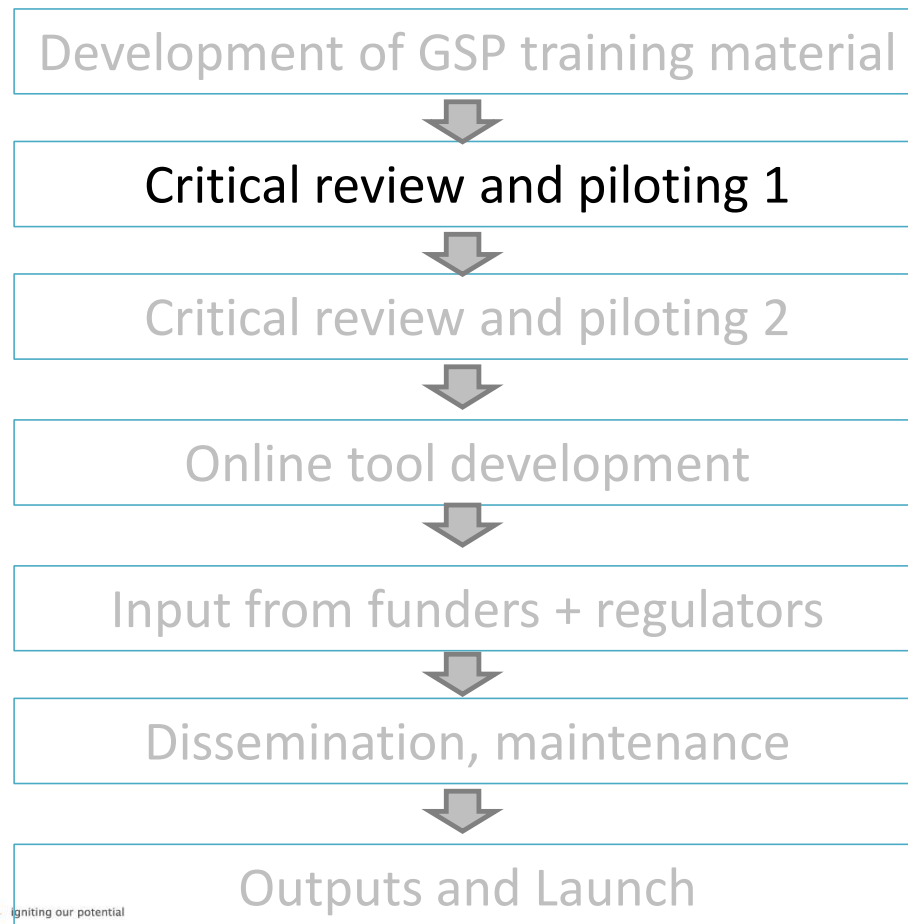 Development of GSP training material
Critical review and piloting 1
Critical review and piloting 2
Online tool development
Input from funders + regulators
Dissemination, maintenance
Outputs and Launch
igniting our potential